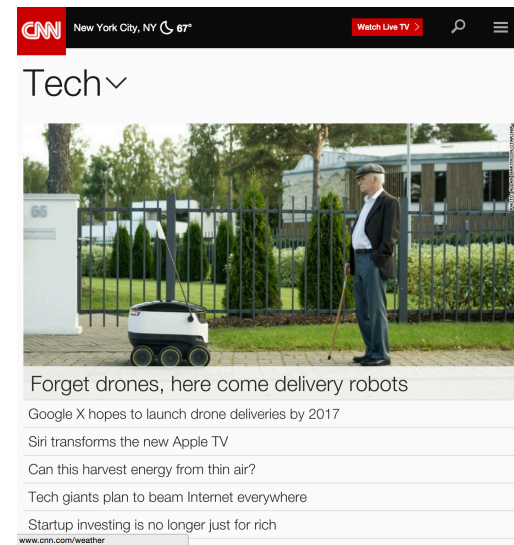 CNN
New York City, NY 67°
Watch Live TV
Tech
66
Forget drones, here come delivery robots
Google X hopes to launch drone deliveries by 2017
Siri transforms the new Apple TV
Can this harvest energy from thin air?
Tech giants plan to beam Internet everywhere
Startup investing is no longer just for rich
www.cnn.com/weather